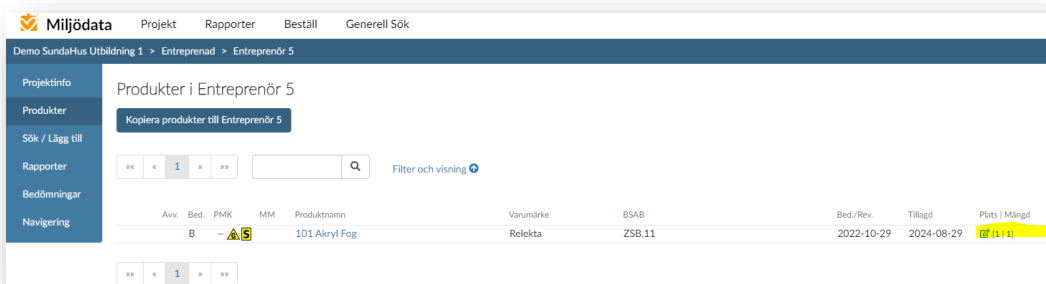 Miljödata Projekt Rapporter Beställ Generell Sök
Demo SundaHus Utbildning 1 > Entreprenad > Entreprenör 5
Projektinfo
Produkter
Sök / Lägg till
Rapporter
Bedömningar
Navigering
Produkter i Entreprenör 5
Kopiera produkter till Entreprenör 5
«« « 1 » »» Filter och visning
Avv. Bed. PMK MM Produktnamn Varumärke BSAB Bed./Rev. Tillagd Plats | Mängd
B – S 101 Akryl Fog Relekta ZSB.11 2022-10-29 2024-08-29 [1 | 1]
«« « 1 » »»